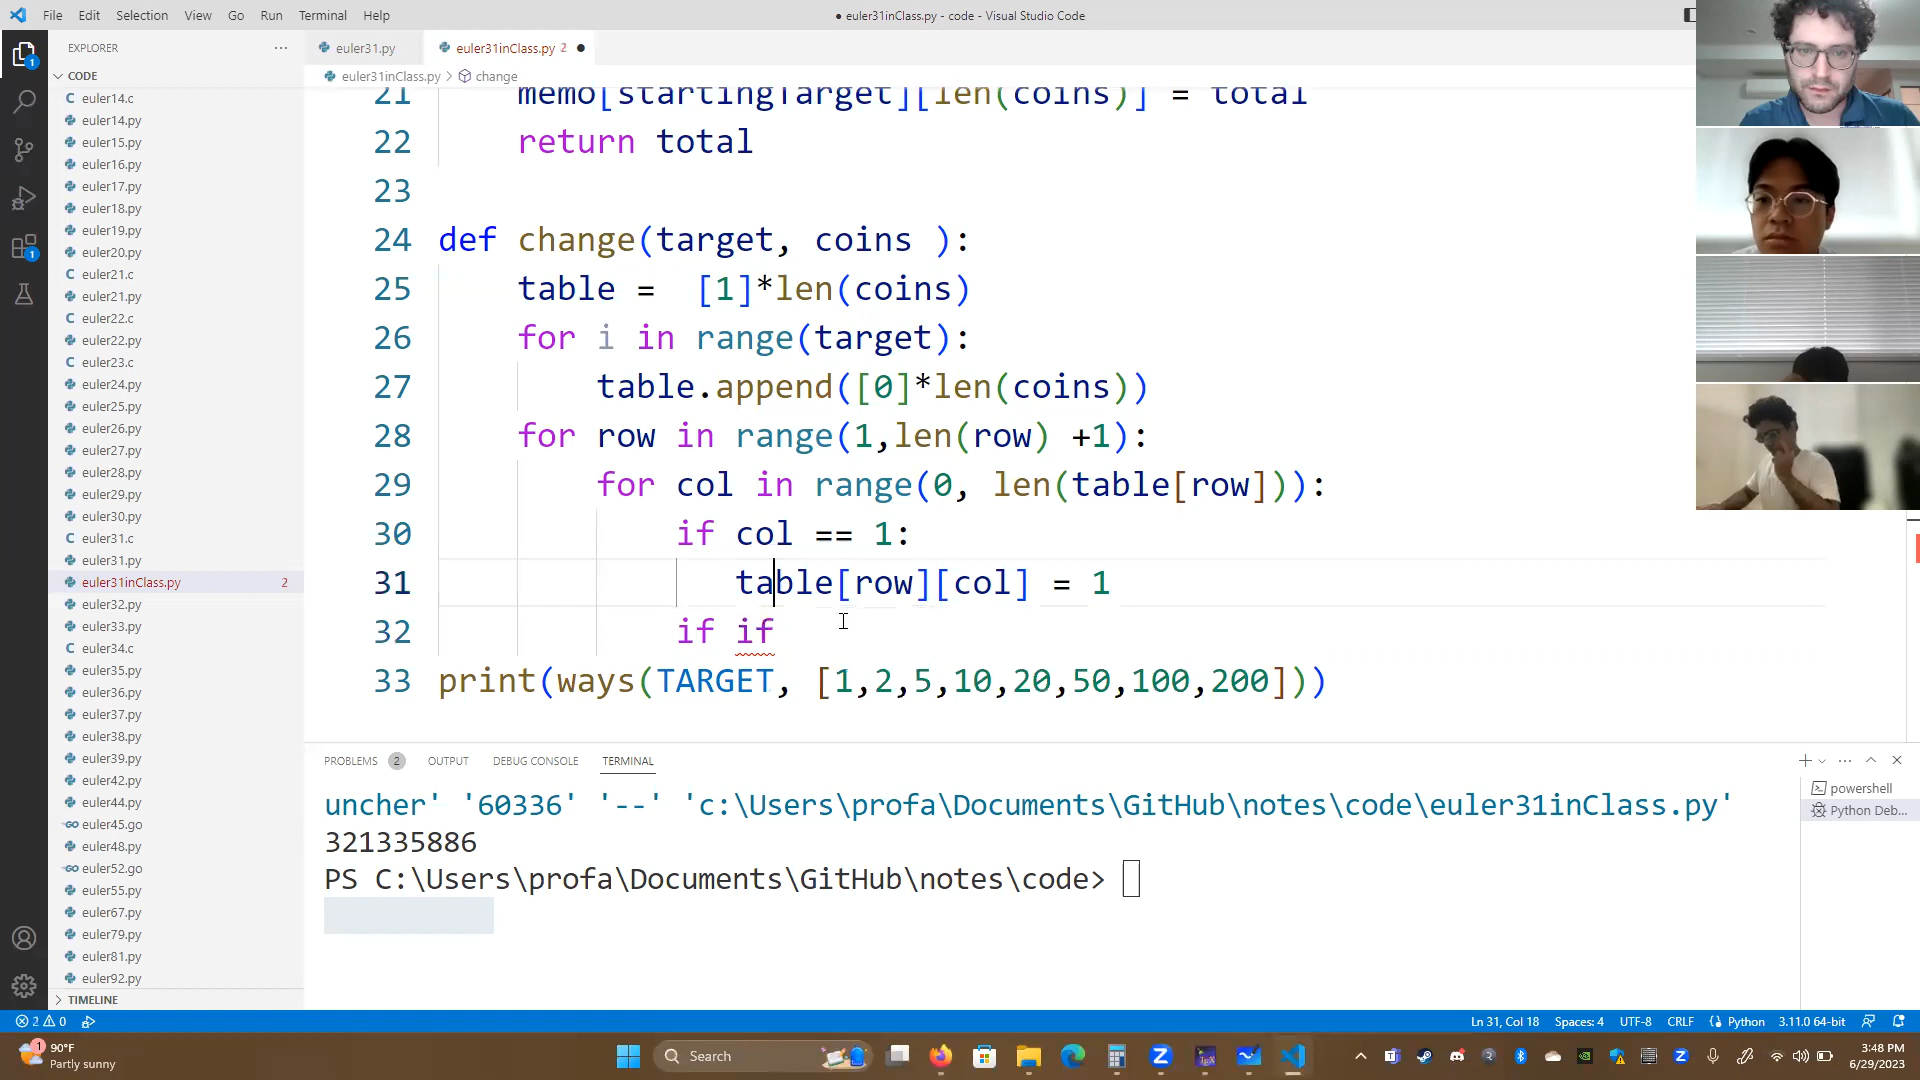 File Edit Selection View Go Run Terminal Help
● euler31inClass.py - code - Visual Studio Code
EXPLORER
CODE
euler14.c
euler14.py
euler15.py
euler16.py
euler17.py
euler18.py
euler19.py
euler20.py
euler21.c
euler21.py
euler22.c
euler22.py
euler23.c
euler24.py
euler25.py
euler26.py
euler27.py
euler28.py
euler29.py
euler30.py
euler31.c
euler31.py
euler31inClass.py 2
euler32.py
euler33.py
euler34.c
euler35.py
euler36.py
euler37.py
euler38.py
euler39.py
euler42.py
euler44.py
euler45.go
euler48.py
euler52.go
euler55.py
euler67.py
euler79.py
euler81.py
euler92.py
TIMELINE
euler31.py euler31inClass.py 2 ●
euler31inClass.py > change
21 memo[startingTarget][len(coins)] = total
22 return total
23
24 def change(target, coins ):
25 table =  [1]*len(coins)
26 for i in range(target):
27 table.append([0]*len(coins))
28 for row in range(1,len(row) +1):
29 for col in range(0, len(table[row])):
30 if col == 1:
31 table[row][col] = 1
32 if if
33 print(ways(TARGET, [1,2,5,10,20,50,100,200]))
PROBLEMS 2 OUTPUT DEBUG CONSOLE TERMINAL
uncher' '60336' '--' 'c:\Users\profa\Documents\GitHub\notes\code\euler31inClass.py'
321335886
PS C:\Users\profa\Documents\GitHub\notes\code>
powershell
Python Deb...
2 0
Ln 31, Col 18 Spaces: 4 UTF-8 CRLF Python 3.11.0 64-bit
1
1
1
90°F
Partly sunny
Search
3:48 PM
6/29/2023